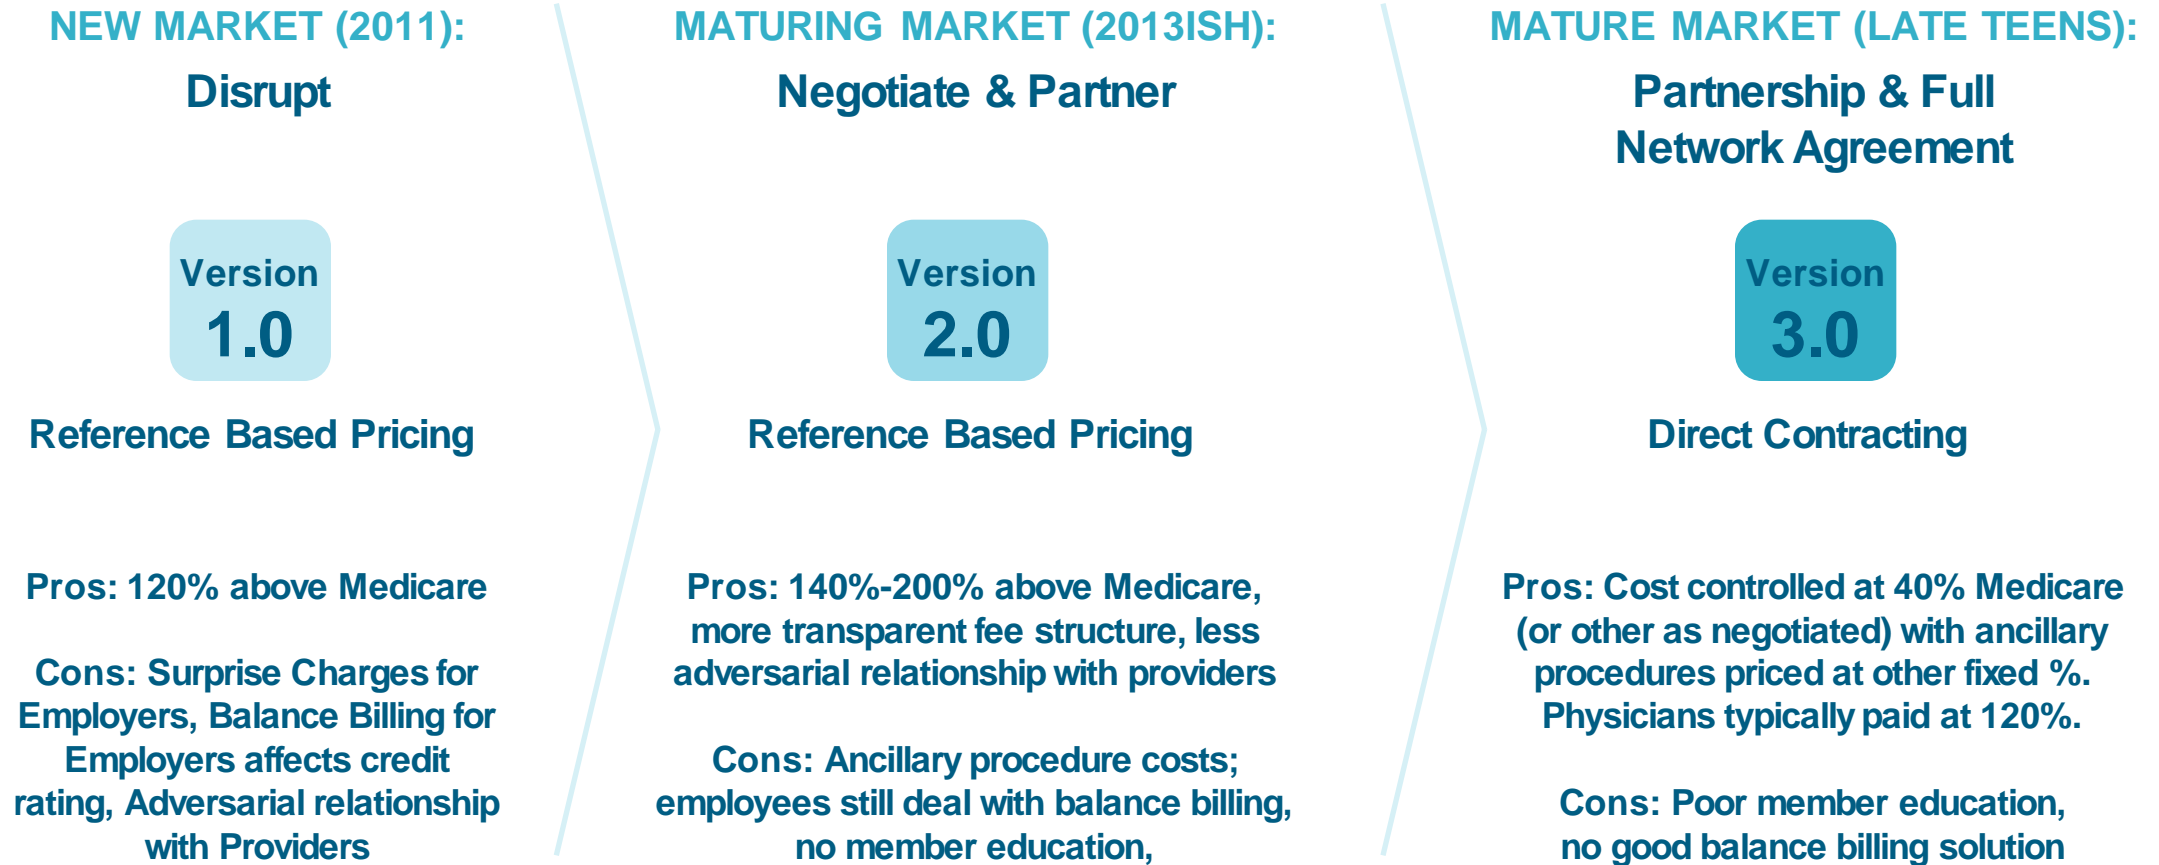 NEW MARKET (2011):
Disrupt
Version
1.0
Reference Based Pricing
Pros: 120% above Medicare
Cons: Surprise Charges for
Employers, Balance Billing for
Employers affects credit
rating, Adversarial relationship
with Providers
MATURING MARKET (2013ISH):
Negotiate & Partner
Version
2.0
Reference Based Pricing
Pros: 140%-200% above Medicare,
more transparent fee structure, less
adversarial relationship with providers
Cons: Ancillary procedure costs;
employees still deal with balance billing,
no member education,
MATURE MARKET (LATE TEENS):
Partnership & Full
Network Agreement
Version
3.0
Direct Contracting
Pros: Cost controlled at 40% Medicare
(or other as negotiated) with ancillary
procedures priced at other fixed %.
Physicians typically paid at 120%.
Cons: Poor member education,
no good balance billing solution